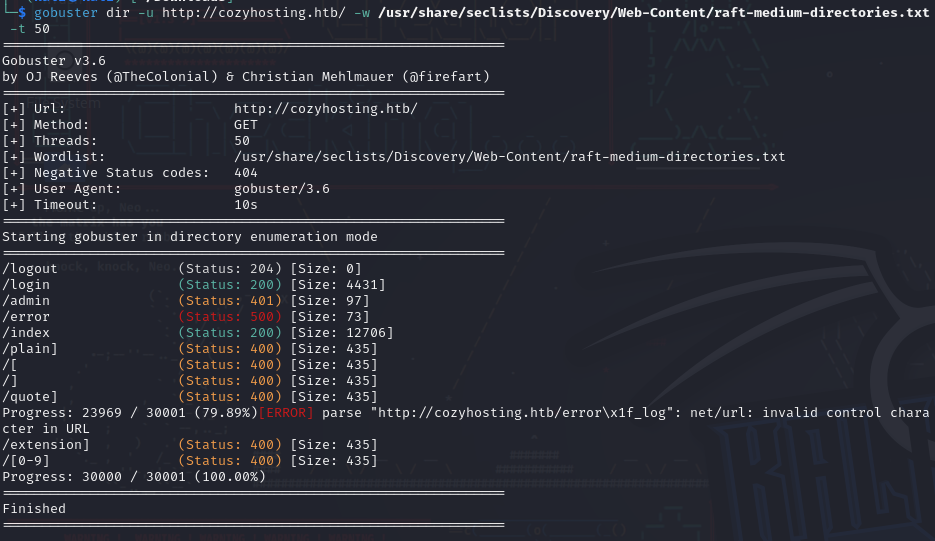 $ gobuster dir -u http://cozyhosting.htb/ -w /usr/share/seclists/Discovery/Web-Content/raft-medium-directories.txt
-t 50
Gobuster v3.6
by OJ Reeves (@TheColonial) & Christian Mehlmauer (@firefart)
[+] Url: http://cozyhosting.htb/
[+] Method: GET
[+] Threads: 50
[+] Wordlist: /usr/share/seclists/Discovery/Web-Content/raft-medium-directories.txt
[+] Negative Status codes: 404
[+] User Agent: gobuster/3.6
[+] Timeout: 10s
Starting gobuster in directory enumeration mode
/logout (Status: 204) [Size: 0]
/login (Status: 200) [Size: 4431]
/admin (Status: 401) [Size: 97]
/error (Status: 500) [Size: 73]
/index (Status: 200) [Size: 12706]
/plain] (Status: 400) [Size: 435]
/[ (Status: 400) [Size: 435]
/] (Status: 400) [Size: 435]
/quote] (Status: 400) [Size: 435]
Progress: 23969 / 30001 (79.89%)[ERROR] parse "http://cozyhosting.htb/error\x1f_log": net/url: invalid control chara
cter in URL
/extension] (Status: 400) [Size: 435]
/[0-9] (Status: 400) [Size: 435]
Progress: 30000 / 30001 (100.00%)
Finished